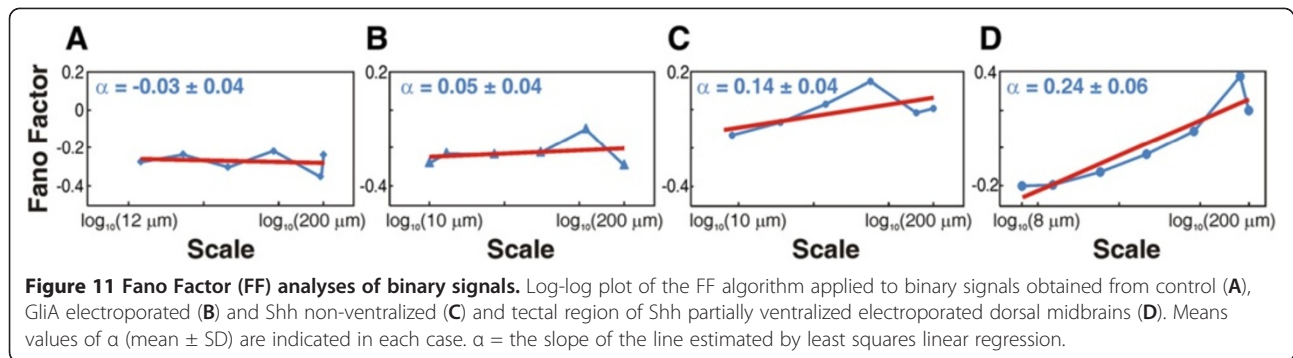 A B C D
0.2 α = -0.03 ± 0.04 0.2 α = 0.05 ± 0.04 0.2 α = 0.14 ± 0.04 0.4 α = 0.24 ± 0.06
Fano Factor
0
-0.2
-0.4 -0.4 -0.4 -0.2
log10(12 µm) log10(200 µm) log10(10 µm) log10(200 µm) log10(10 µm) log10(200 µm) log10(8 µm) log10(200 µm)
Scale Scale Scale Scale
Figure 11 Fano Factor (FF) analyses of binary signals. Log-log plot of the FF algorithm applied to binary signals obtained from control (A),
GliA electroporated (B) and Shh non-ventralized (C) and tectal region of Shh partially ventralized electroporated dorsal midbrains (D). Means
values of α (mean ± SD) are indicated in each case. α = the slope of the line estimated by least squares linear regression.